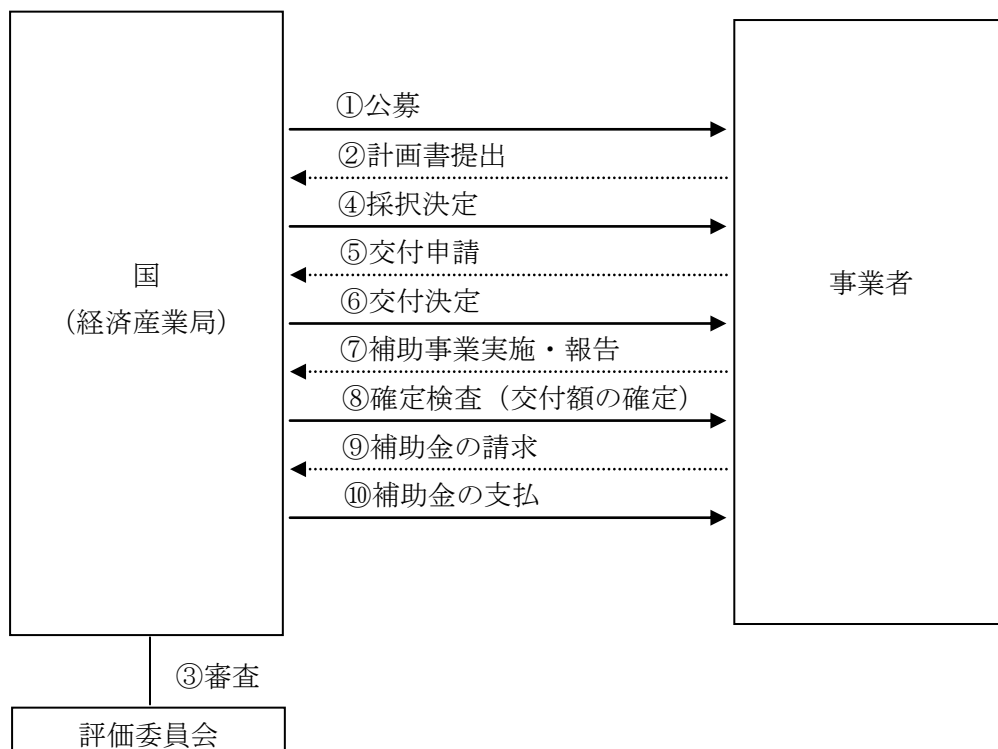 ①公募
②計画書提出
④採択決定
⑤交付申請
⑥交付決定
⑦補助事業実施・報告
⑧確定検査（交付額の確定）
⑨補助金の請求
⑩補助金の支払
国
（経済産業局）
事業者
③審査
評価委員会